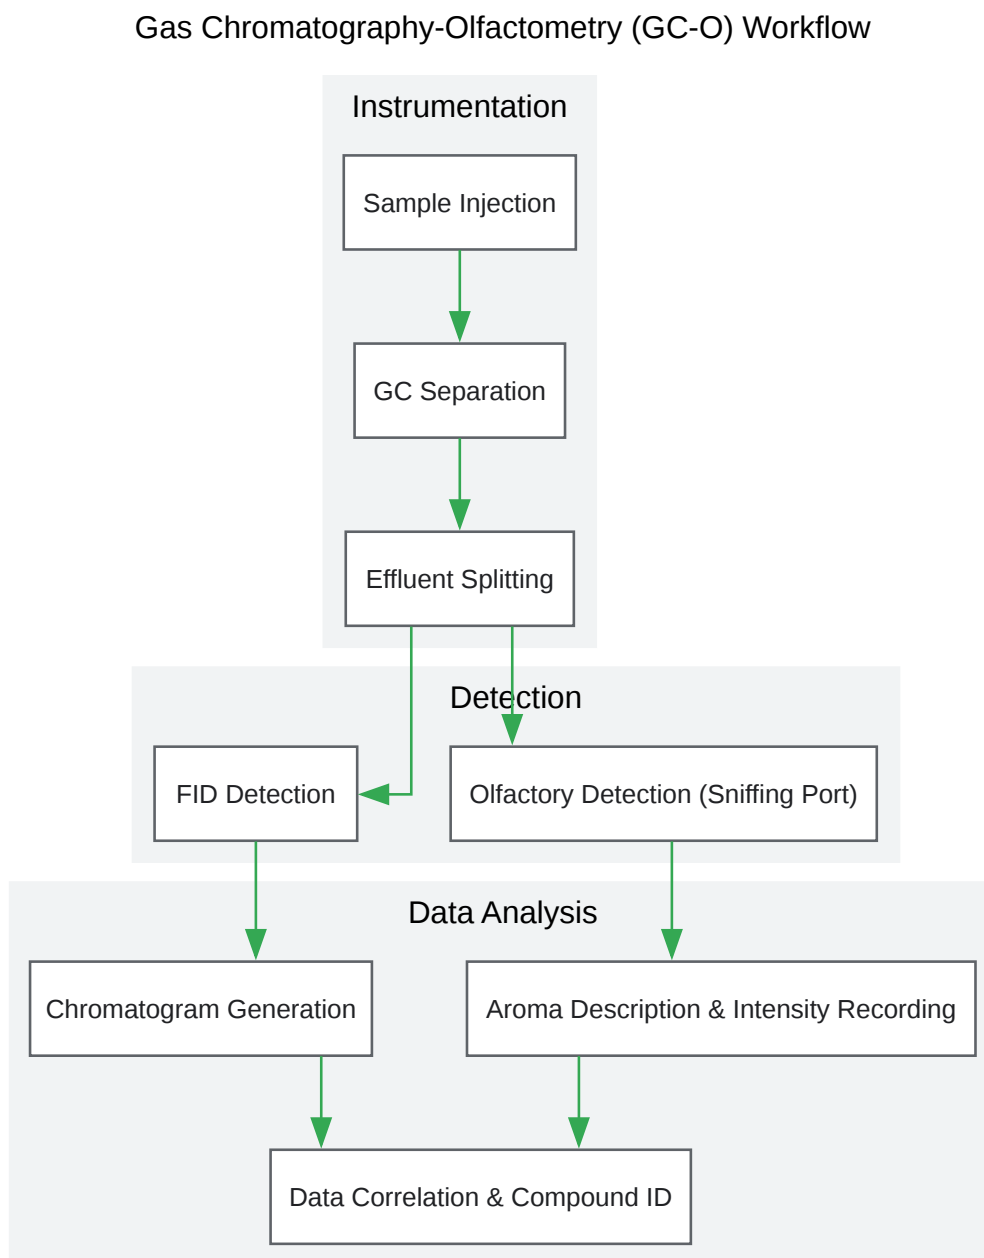 Gas Chromatography-Olfactometry (GC-O) Workflow
Instrumentation
Sample Injection
GC Separation
Effluent Splitting
Detection
FID Detection
Olfactory Detection (Sniffing Port)
Data Analysis
Chromatogram Generation
Aroma Description & Intensity Recording
Data Correlation & Compound ID